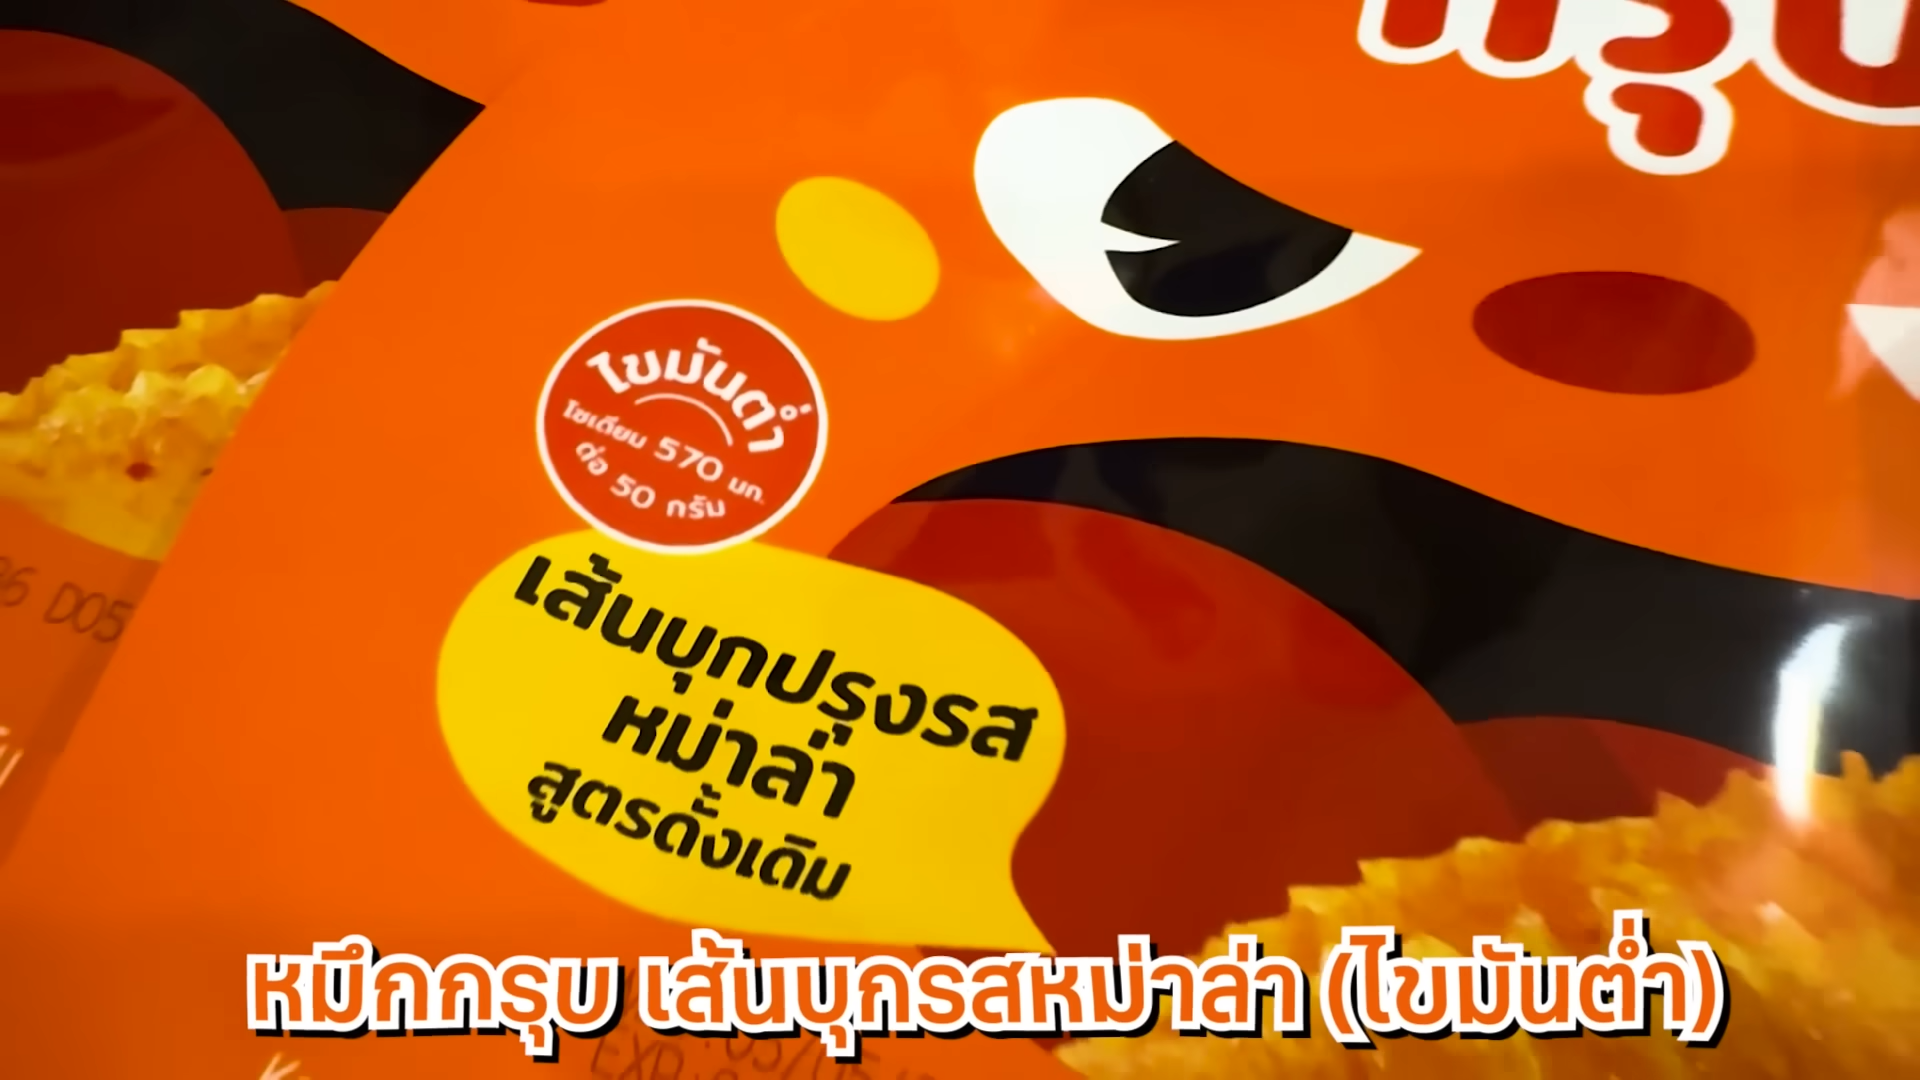 ไขมันต่ำ
โซเดียม 570 มก.
ต่อ 50 กรัม
เส้นบุกปรุงรส
หม่าล่า
สูตรดั้งเดิม
D05
หมึกกรุบ เส้นบุกรสหม่าล่า (ไขมันต่ำ)